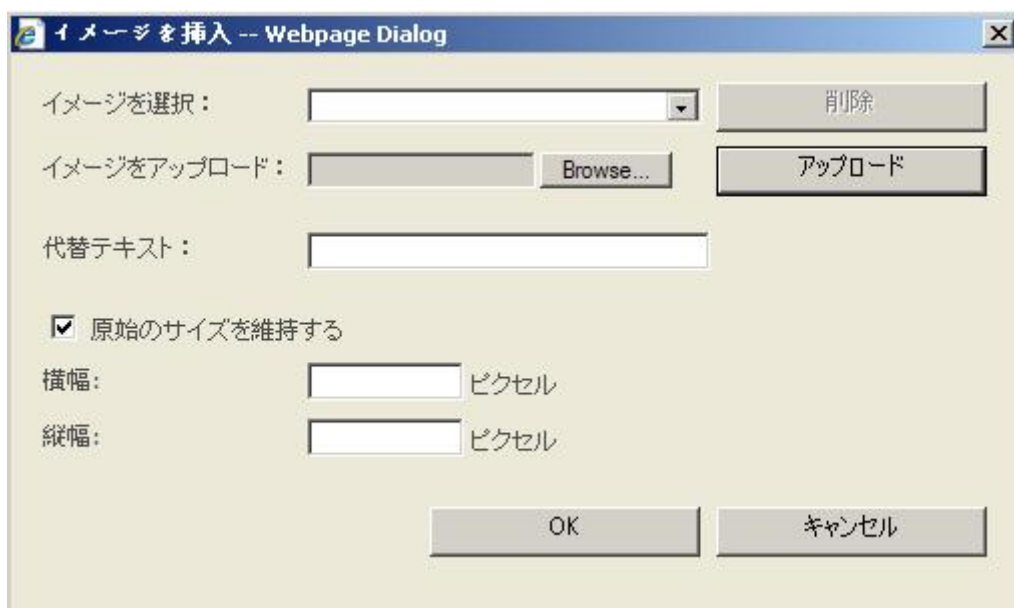 イメージを挿入 -- Webpage Dialog
イメージを選択: 削除
イメージをアップロード: Browse... アップロード
代替テキスト:
原始のサイズを維持する
横幅: ピクセル
縦幅: ピクセル
OK キャンセル